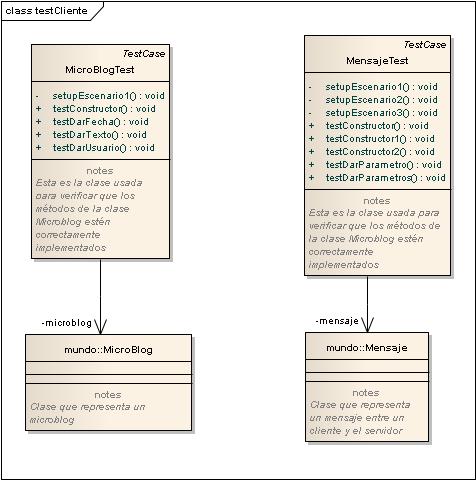 class testCliente
TestCase
MicroBlogTest
- setupEscenario1() : void
+ testConstructor() : void
+ testDarFecha() : void
+ testDarTexto() : void
+ testDarUsuario() : void
notes
Esta es la clase usada
para verificar que los
métodos de la clase
Microblog estén
correctamente
implementados
TestCase
MensajeTest
- setupEscenario1() : void
- setupEscenario2() : void
- setupEscenario3() : void
+ testConstructor() : void
+ testConstructor1() : void
+ testConstructor2() : void
+ testDarParametro() : void
+ testDarParametros() : void
notes
Esta es la clase usada para
verificar que los métodos de
la clase Microblog estén
correctamente
implementados
-microblog
-mensaje
mundo::MicroBlog
notes
Clase que representa un
microblog
mundo::Mensaje
notes
Clase que representa
un mensaje entre un
cliente y el servidor